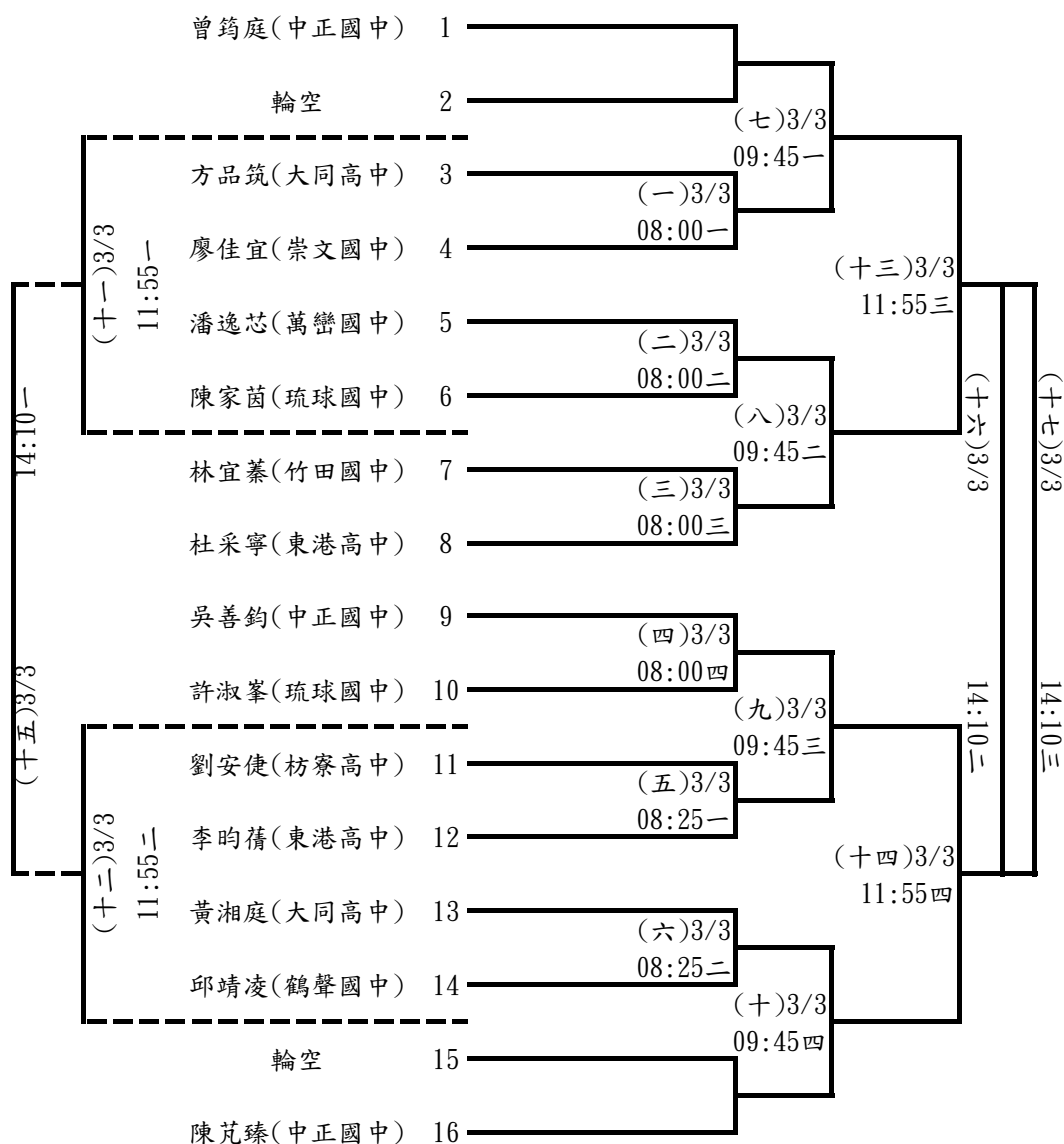 曾筠庭(中正國中) 1
輪空 2
(七)3/3
09:45一
方品筑(大同高中) 3
(一)3/3
08:00一
廖佳宜(崇文國中) 4
(十一)3/3
11:55一
(十三)3/3
11:55三
潘逸芯(萬巒國中) 5
(二)3/3
08:00二
陳家茵(琉球國中) 6
(八)3/3
09:45二
林宜蓁(竹田國中) 7
(三)3/3
08:00三
杜采寧(東港高中) 8
14:10一
(十五)3/3
(十六)3/3
14:10二
(十七)3/3
14:10三
吳善鈞(中正國中) 9
(四)3/3
08:00四
許淑峯(琉球國中) 10
(九)3/3
09:45三
劉安倢(枋寮高中) 11
(五)3/3
08:25一
李昀蒨(東港高中) 12
(十二)3/3
11:55二
(十四)3/3
11:55四
黃湘庭(大同高中) 13
(六)3/3
08:25二
邱靖凌(鶴聲國中) 14
(十)3/3
09:45四
輪空 15
陳芃臻(中正國中) 16